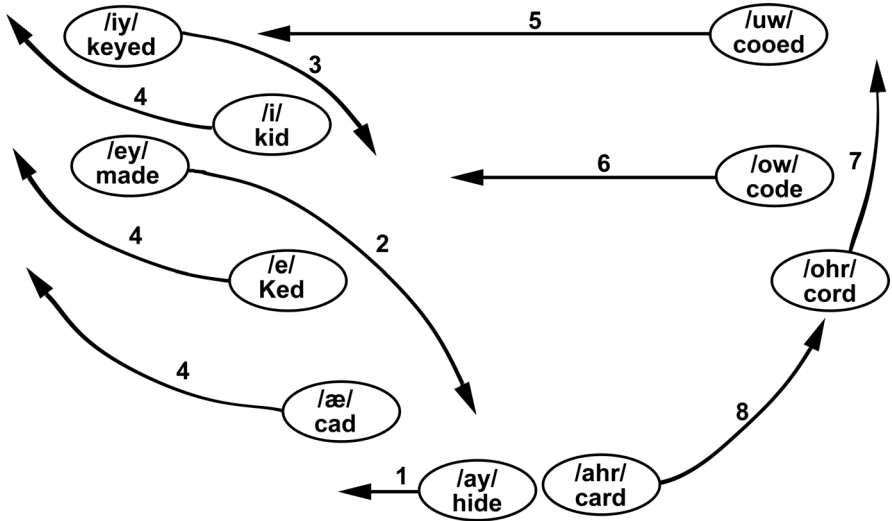 /iy/
keyed
5
/uw/
cooed
3
4
/i/
kid
/ey/
made
6
/ow/
code
7
4
2
/e/
Ked
/ohr/
cord
4
/æ/
cad
8
1
/ay/
hide
/ahr/
card